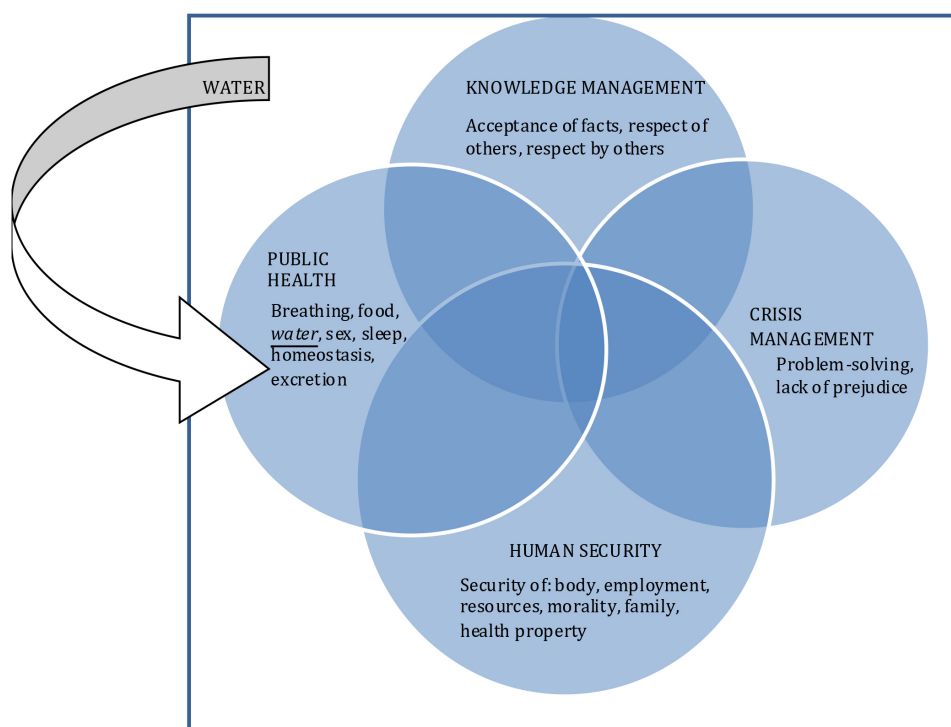 WATER
KNOWLEDGE MANAGEMENT
Acceptance of facts, respect of
others, respect by others
PUBLIC
HEALTH
Breathing, food,
water, sex, sleep,
homeostasis,
excretion
CRISIS
MANAGEMENT
Problem-solving,
lack of prejudice
HUMAN SECURITY
Security of: body, employment,
resources, morality, family,
health property